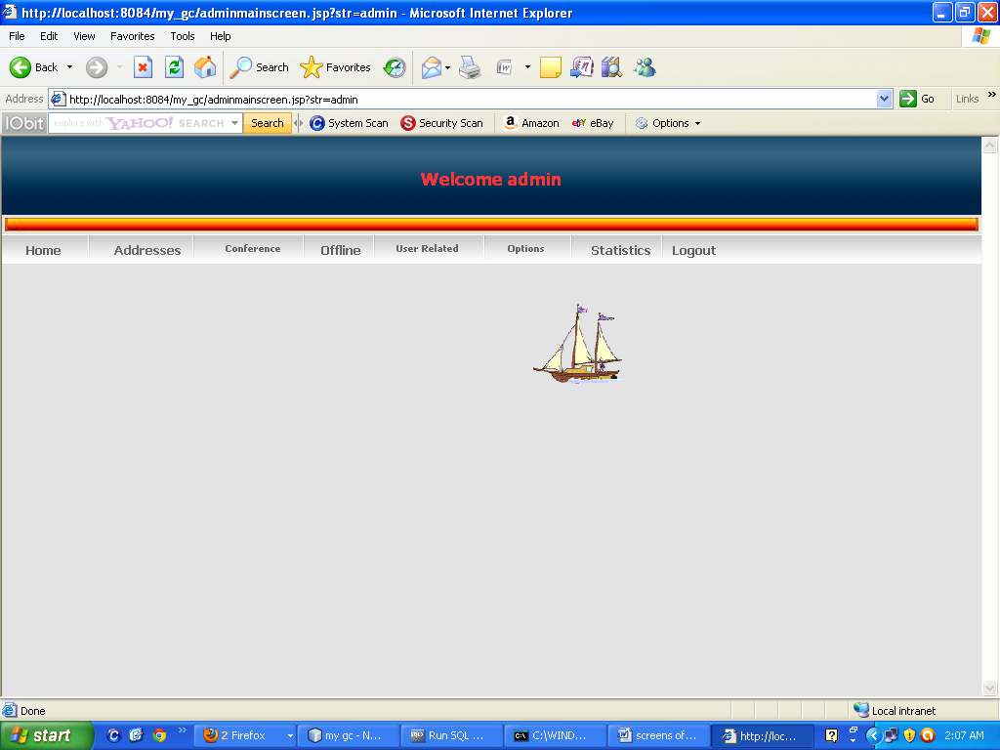 http://localhost:8084/my_gc/adminmainscreen.jsp?str=admin - Microsoft Internet Explorer
File Edit View Favorites Tools Help
Back Search Favorites
Address http://localhost:8084/my_gc/adminmainscreen.jsp?str=admin Go Links »
IObit explore with YAHOO! SEARCH Search System Scan Security Scan Amazon eBay Options
Welcome admin
Home Addresses Conference Offline User Related Options Statistics Logout
Done Local intranet
start 2 Firefox my gc - N... Run SQL ... C:\WIND... screens of... http://loc... 2:07 AM